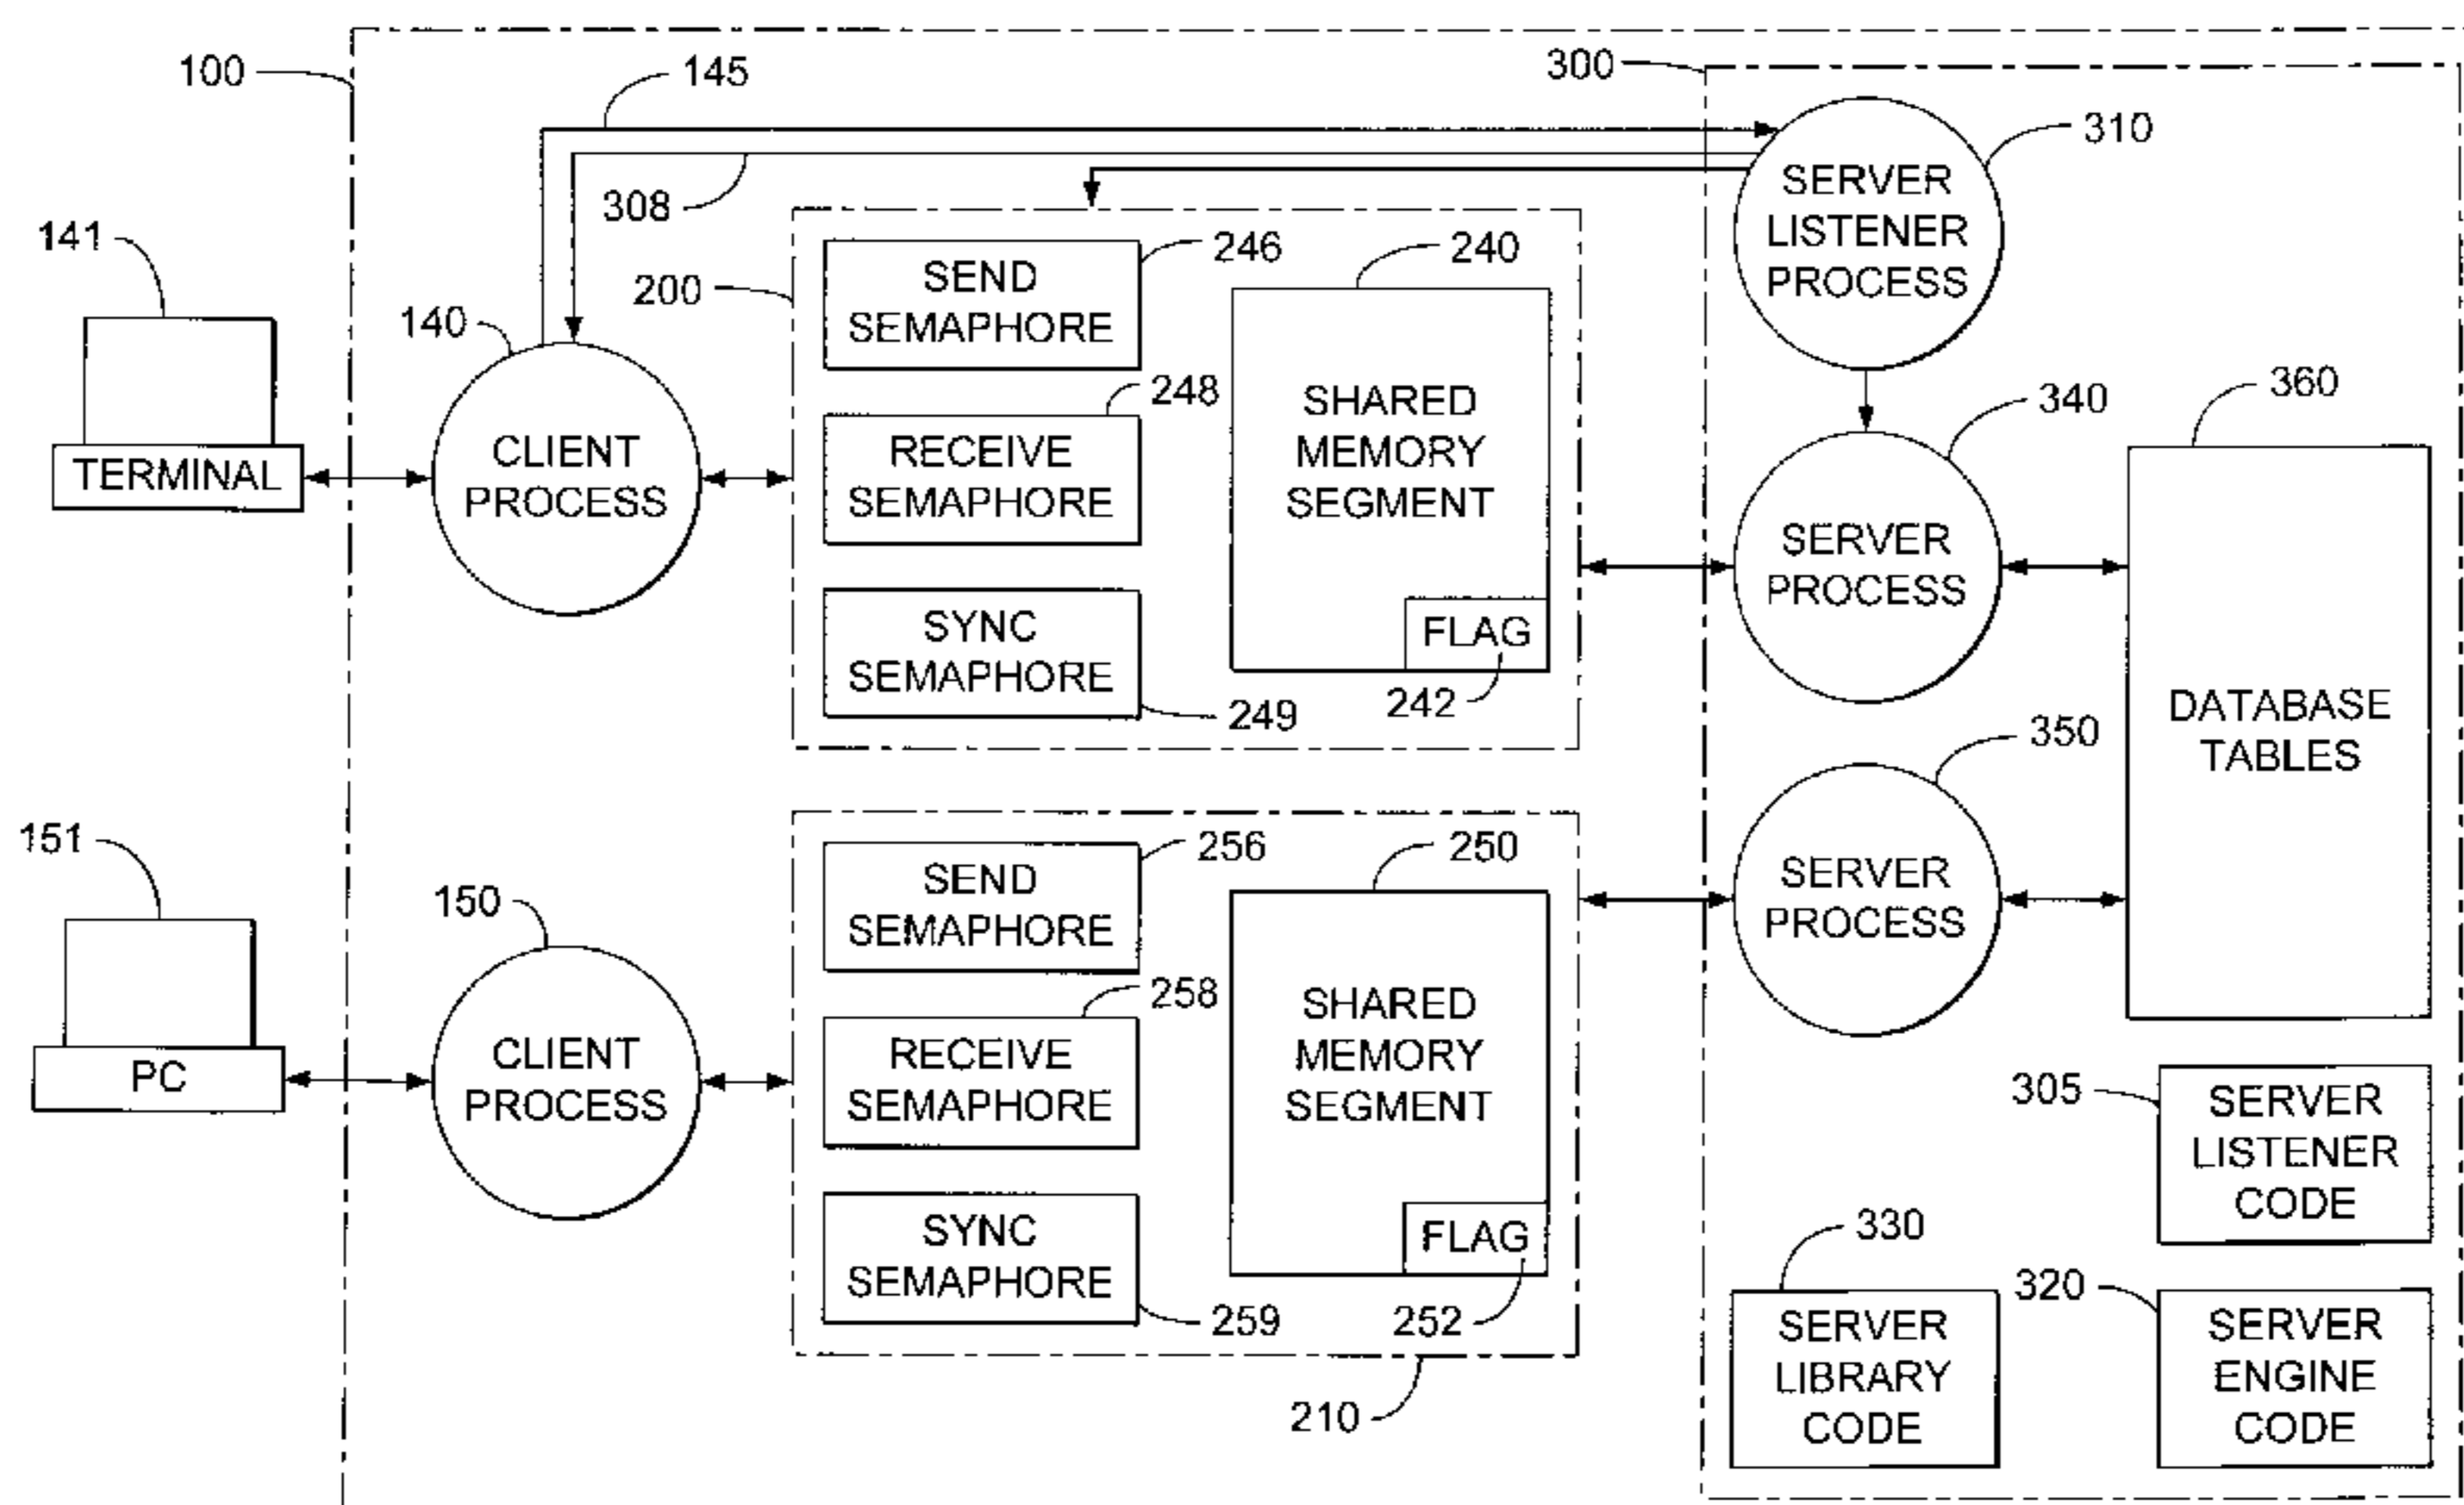 100
145
300
310
SERVER
LISTENER
PROCESS
308
141
246
SEND
SEMAPHORE
240
200
140
TERMINAL
CLIENT
PROCESS
248
RECEIVE
SEMAPHORE
SHARED
MEMORY
SEGMENT
340
360
SERVER
PROCESS
SYNC
SEMAPHORE
FLAG
249
242
DATABASE
TABLES
350
SERVER
PROCESS
151
256
SEND
SEMAPHORE
250
150
PC
CLIENT
PROCESS
258
RECEIVE
SEMAPHORE
SHARED
MEMORY
SEGMENT
305
SERVER
LISTENER
CODE
SYNC
SEMAPHORE
FLAG
259
252
210
330
SERVER
LIBRARY
CODE
320
SERVER
ENGINE
CODE